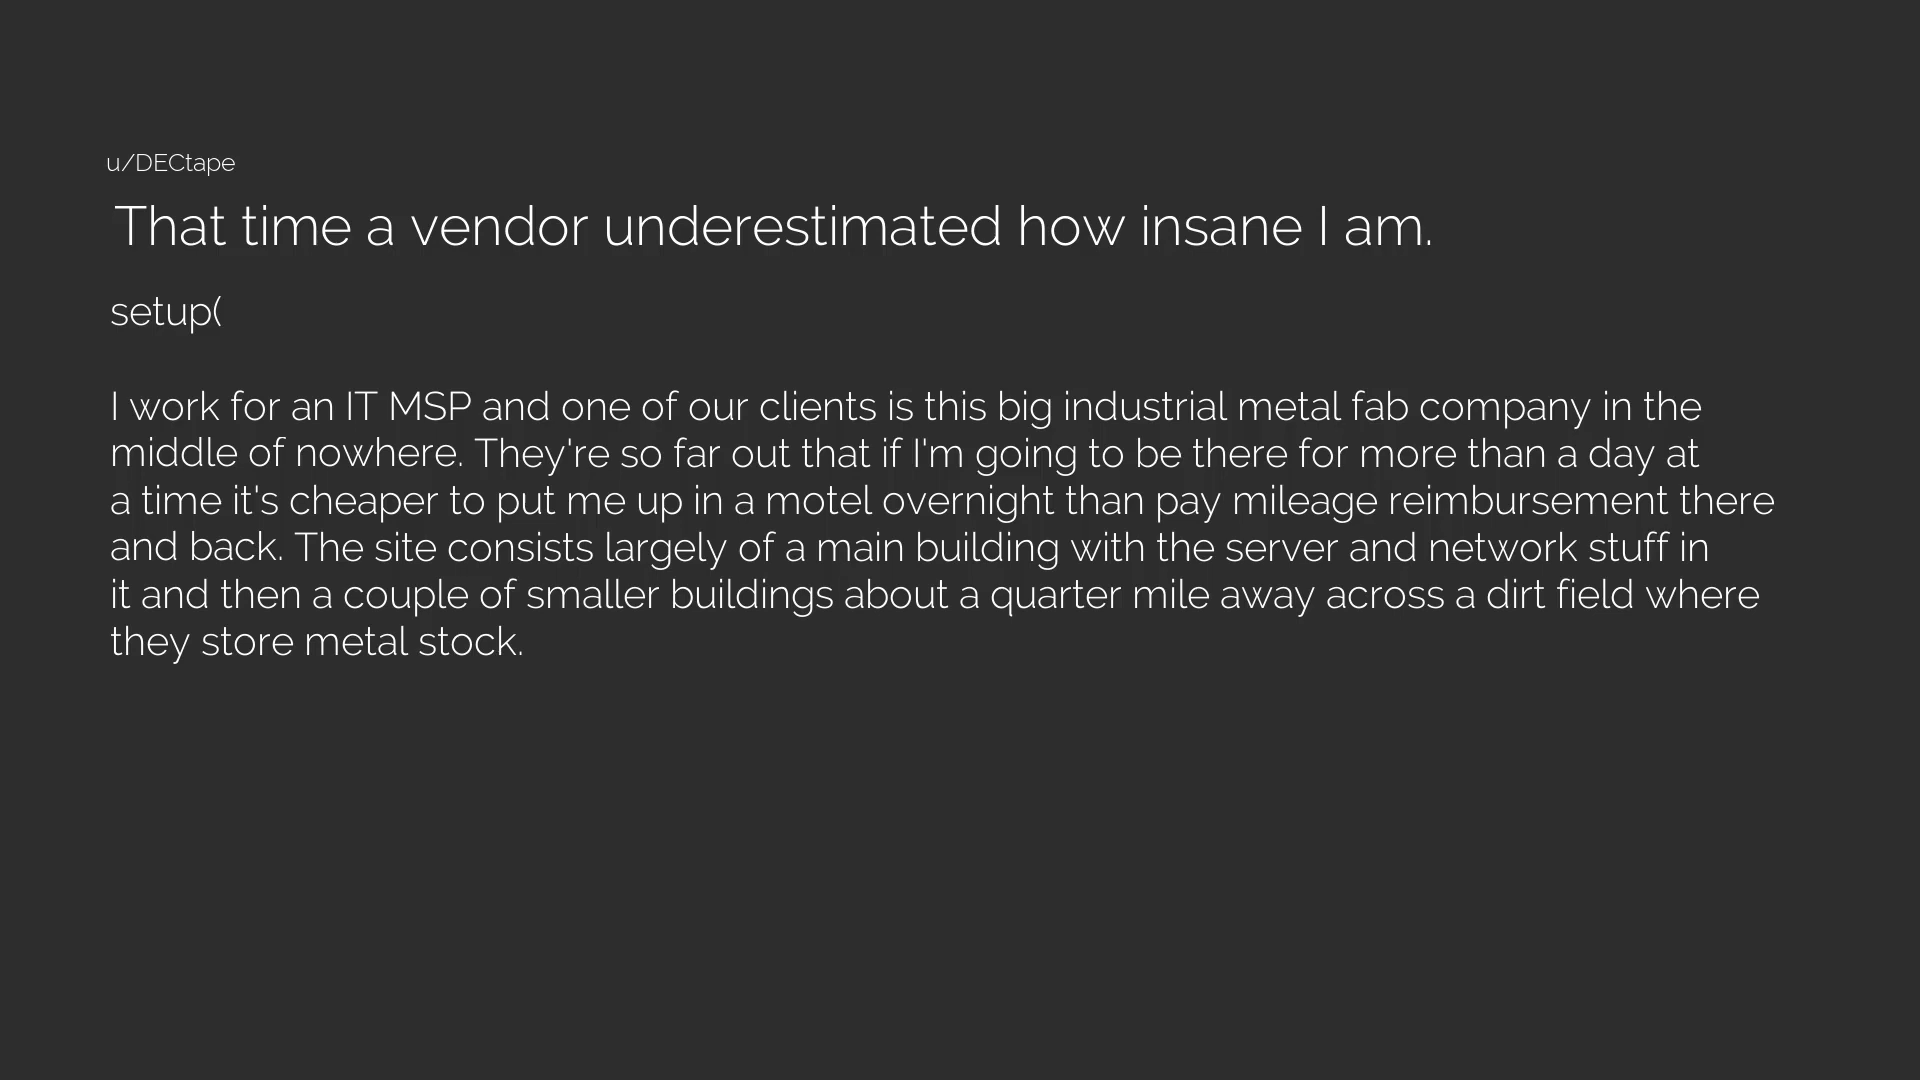 u/DECtape
That time a vendor underestimated how insane I am.
setup(
I work for an IT MSP and one of our clients is this big industrial metal fab company in the
middle of nowhere. They're so far out that if I'm going to be there for more than a day at
a time it's cheaper to put me up in a motel overnight than pay mileage reimbursement there
and back. The site consists largely of a main building with the server and network stuff in
it and then a couple of smaller buildings about a quarter mile away across a dirt field where
they store metal stock.